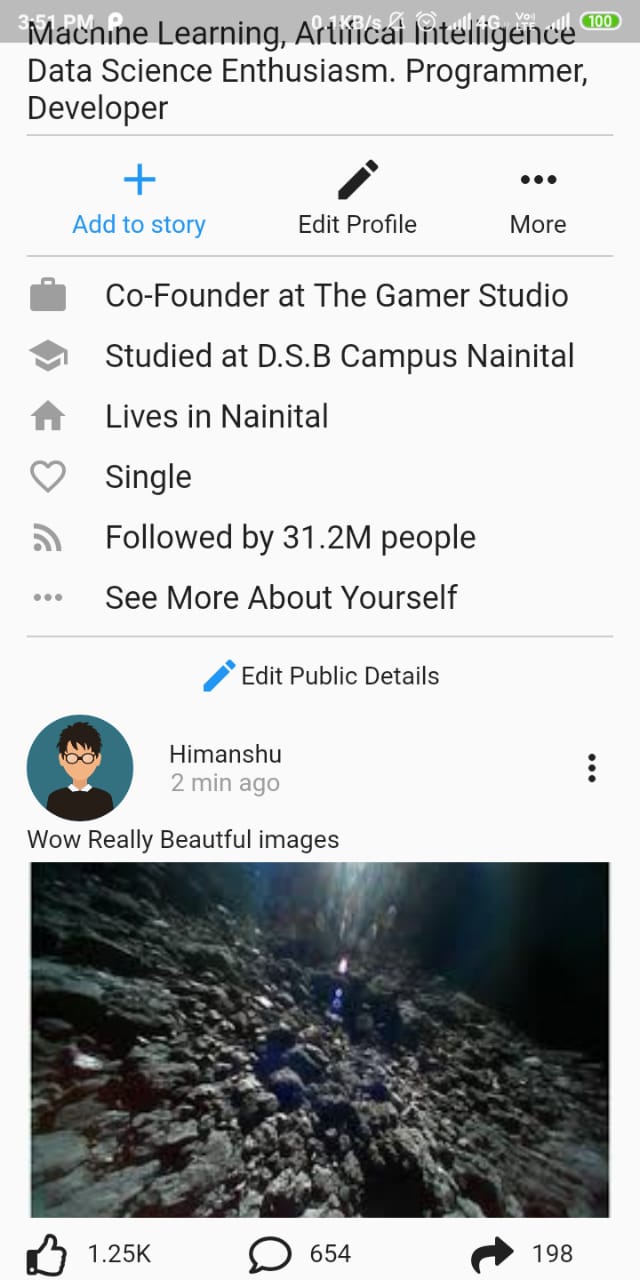 3:51 PM
0.1KB/s
4G
Vo))
LTE
100
Machine Learning, Artifical Intelligence
Data Science Enthusiasm. Programmer,
Developer
Add to story
Edit Profile
More
Co-Founder at The Gamer Studio
Studied at D.S.B Campus Nainital
Lives in Nainital
Single
Followed by 31.2M people
See More About Yourself
Edit Public Details
Himanshu
2 min ago
Wow Really Beautful images
1.25K
654
198